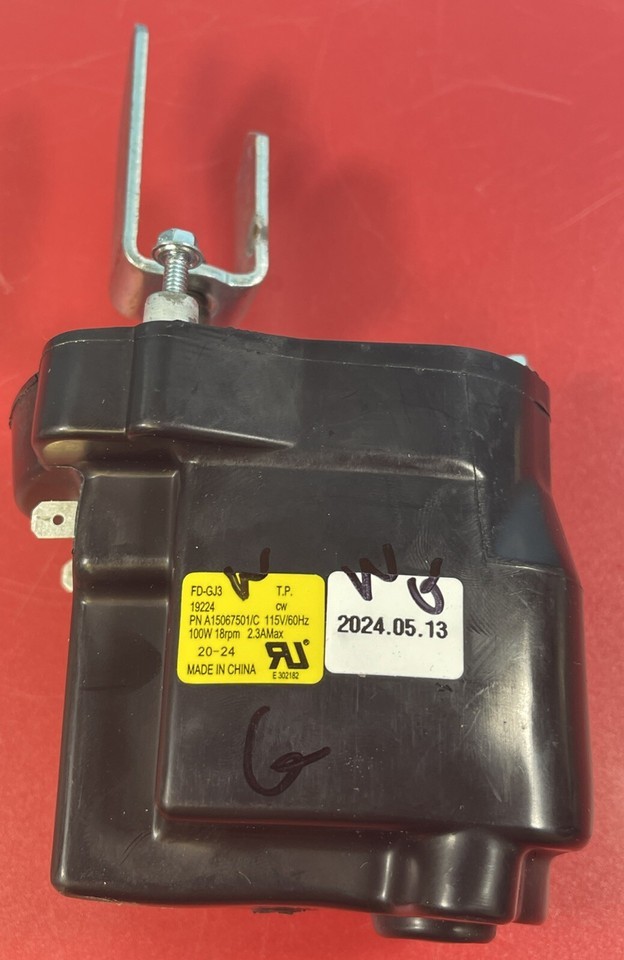 FD-GJ3 T.P.
19224 cw
PN A15067501/C 115V/60Hz
100W 18rpm 2.3AMax
20-24
MADE IN CHINA
RU ®
E 302182
W G
2024.05.13
G